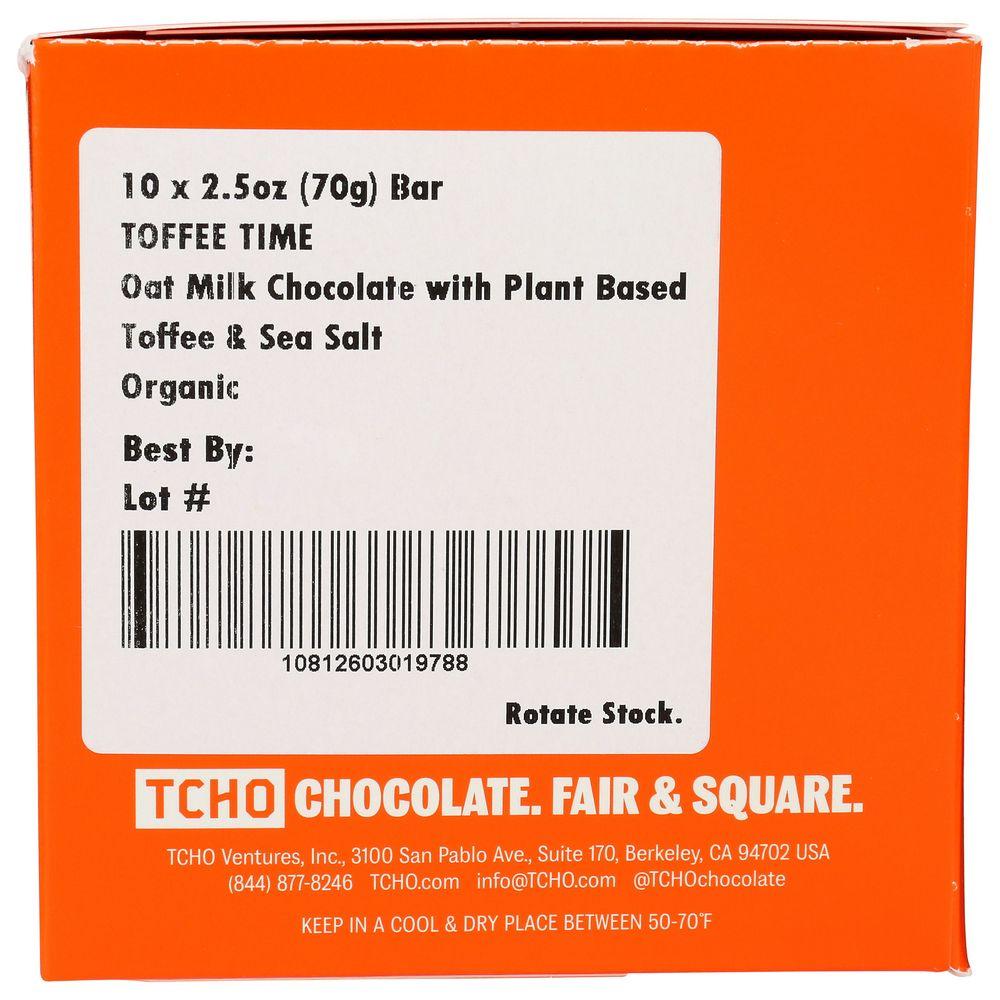 10 x 2.5oz (70g) Bar
TOFFEE TIME
Oat Milk Chocolate with Plant Based
Toffee & Sea Salt
Organic
Best By:
Lot #
10812603019788
Rotate Stock.
TCHO CHOCOLATE. FAIR & SQUARE.
TCHO Ventures, Inc., 3100 San Pablo Ave., Suite 170, Berkeley, CA 94702 USA
(844) 877-8246 TCHO.com info@TCHO.com @TCHOchocolate
KEEP IN A COOL & DRY PLACE BETWEEN 50-70°F